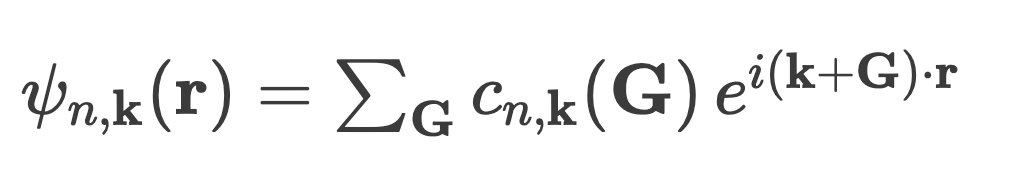 ψ_{n,𝐤}(𝐫) = ∑_𝐆 c_{n,𝐤}(𝐆) e^{i(𝐤+𝐆)·𝐫}